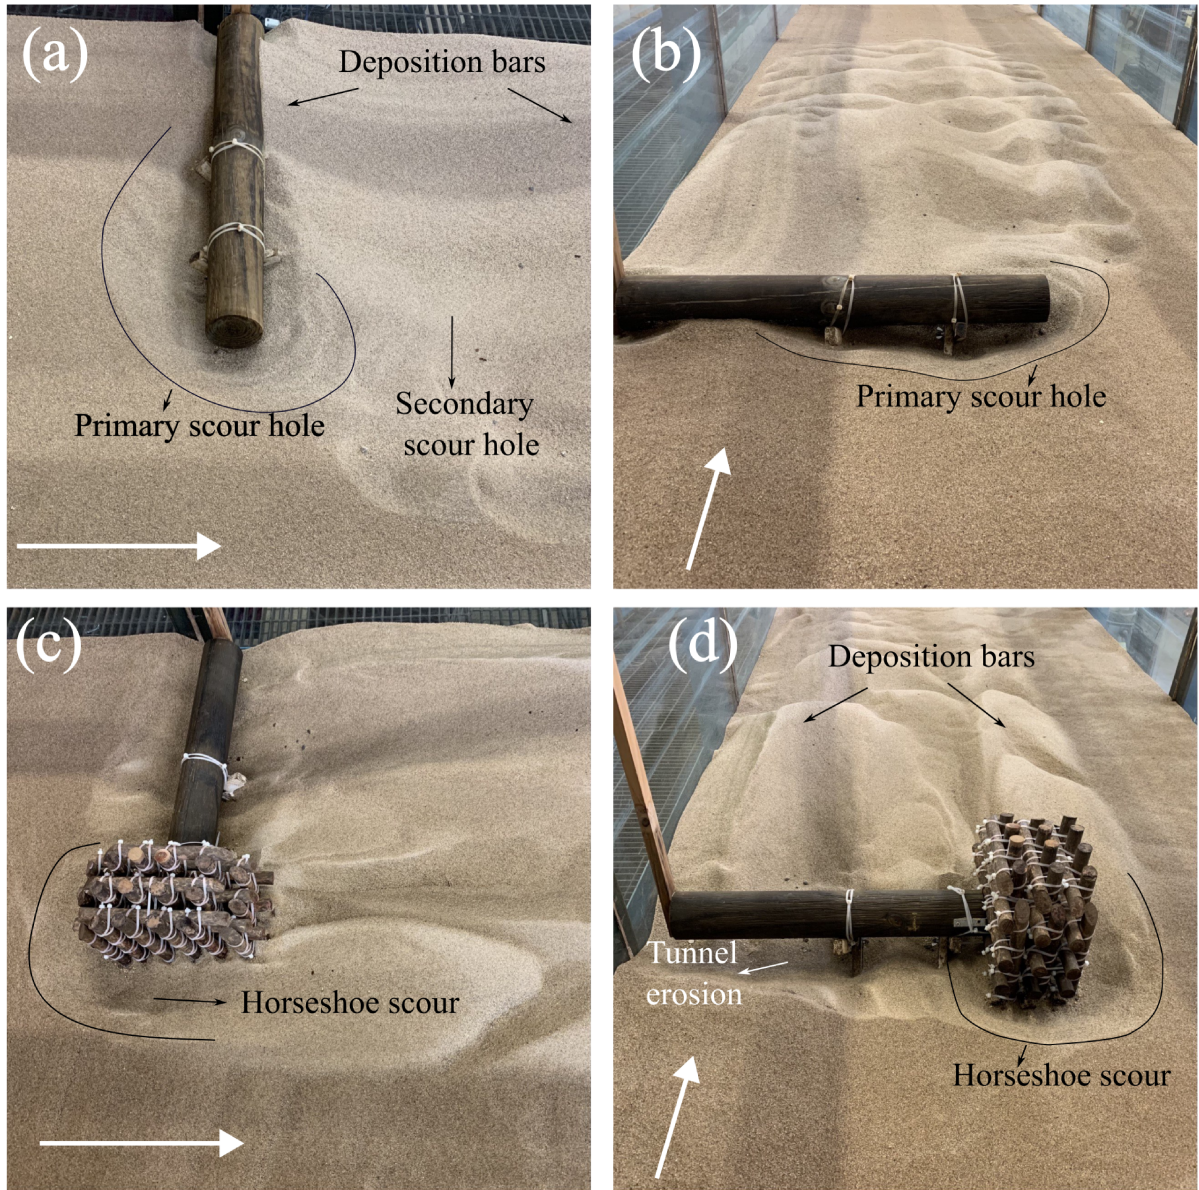 (a)
Deposition bars
Primary scour hole
Secondary
scour hole
(b)
Primary scour hole
(c)
Horseshoe scour
(d)
Deposition bars
Tunnel
erosion
Horseshoe scour